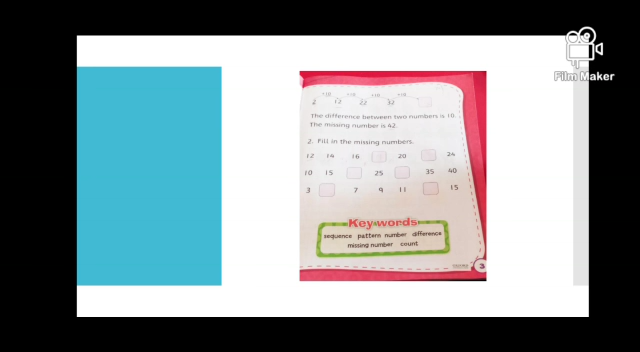 Film Maker
+10 +10 +10 +10
2 12 22 32
The difference between two numbers is 10.
The missing number is 42.
2. Fill in the missing numbers.
12 14 16 20 24
10 15 25 35 40
3 7 9 11 15
Key words
sequence pattern number difference
missing number count
3